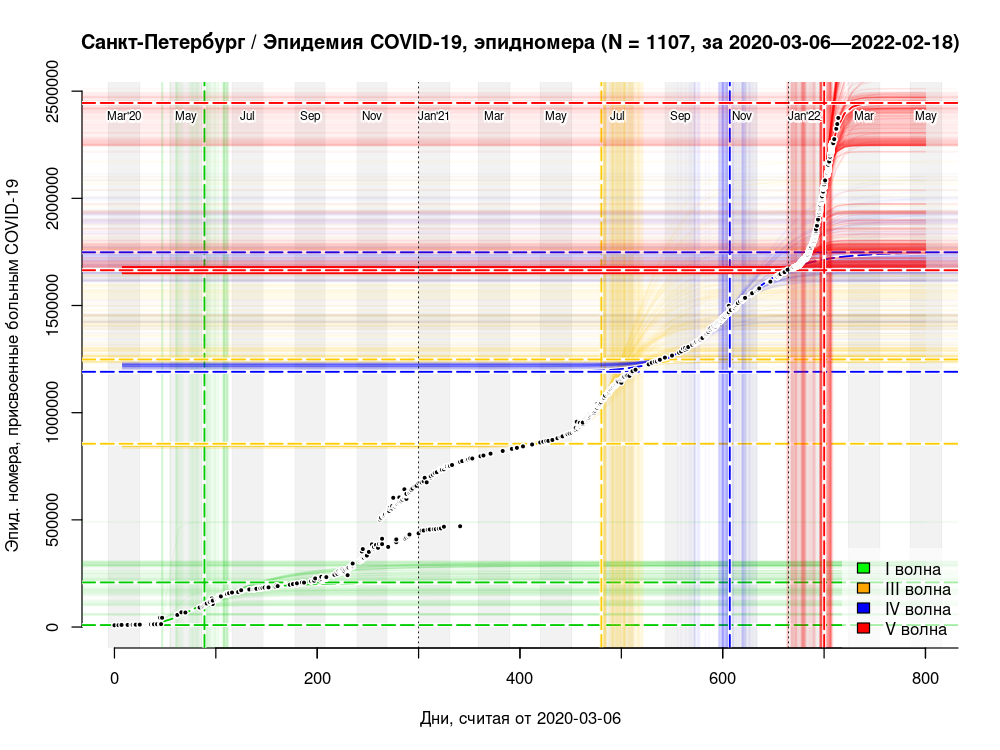 Санкт-Петербург / Эпидемия COVID-19, эпидномера (N = 1107, за 2020-03-06—2022-02-18)
Эпид. номера, присвоенные больным COVID-19
2500000
2000000
1500000
1000000
500000
0
Mar'20 May Jul Sep Nov Jan'21 Mar May Jul Sep Nov Jan'22 Mar May
I волна
III волна
IV волна
V волна
0 200 400 600 800
Дни, считая от 2020-03-06